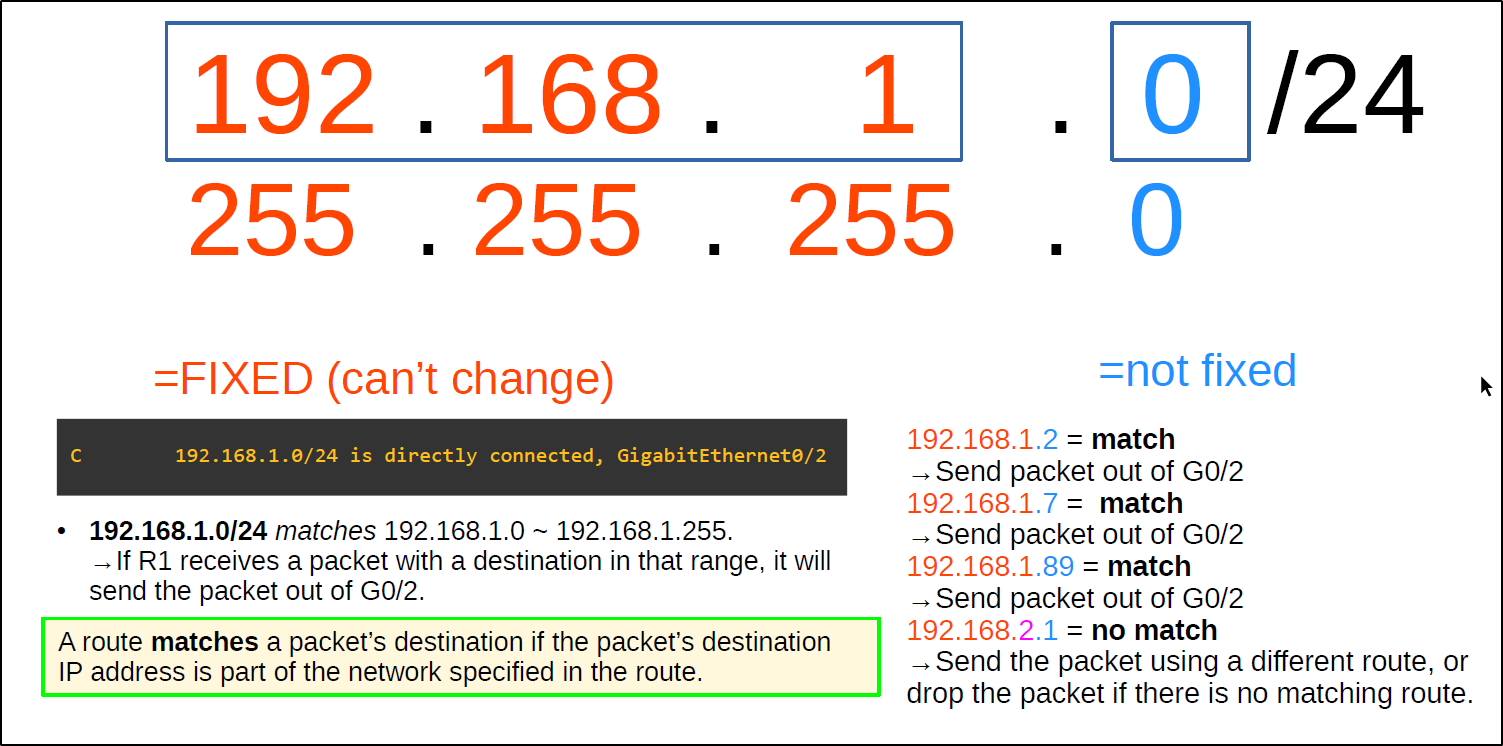 192 . 168 . 1 . 0 /24
255 . 255 . 255 . 0
=FIXED (can’t change)
C 192.168.1.0/24 is directly connected, GigabitEthernet0/2
• 192.168.1.0/24 matches 192.168.1.0 ~ 192.168.1.255.
→If R1 receives a packet with a destination in that range, it will
send the packet out of G0/2.
A route matches a packet’s destination if the packet’s destination
IP address is part of the network specified in the route.
=not fixed
192.168.1.2 = match
→Send packet out of G0/2
192.168.1.7 = match
→Send packet out of G0/2
192.168.1.89 = match
→Send packet out of G0/2
192.168.2.1 = no match
→Send the packet using a different route, or
drop the packet if there is no matching route.